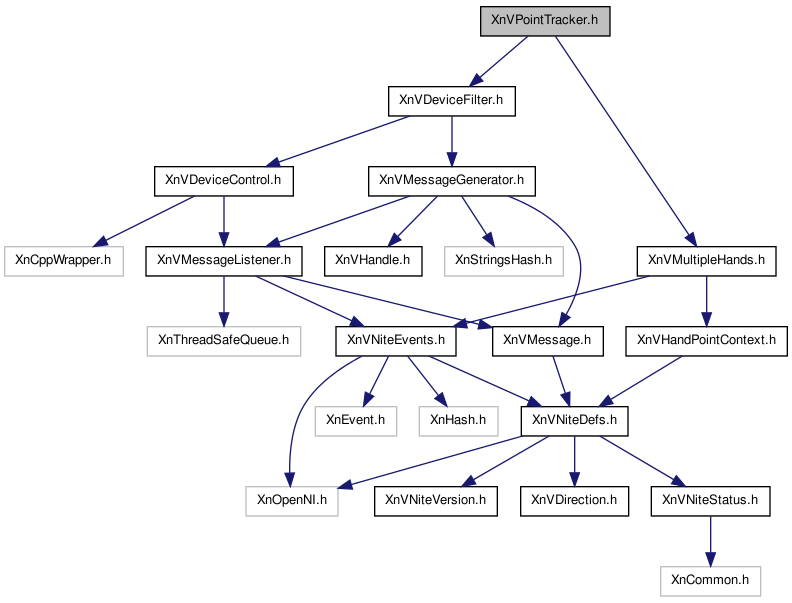 XnVPointTracker.h
XnVDeviceFilter.h
XnVDeviceControl.h
XnVMessageGenerator.h
XnCppWrapper.h
XnVMessageListener.h
XnVHandle.h
XnStringsHash.h
XnVMultipleHands.h
XnThreadSafeQueue.h
XnVNiteEvents.h
XnVMessage.h
XnVHandPointContext.h
XnEvent.h
XnHash.h
XnVNiteDefs.h
XnOpenNI.h
XnVNiteVersion.h
XnVDirection.h
XnVNiteStatus.h
XnCommon.h